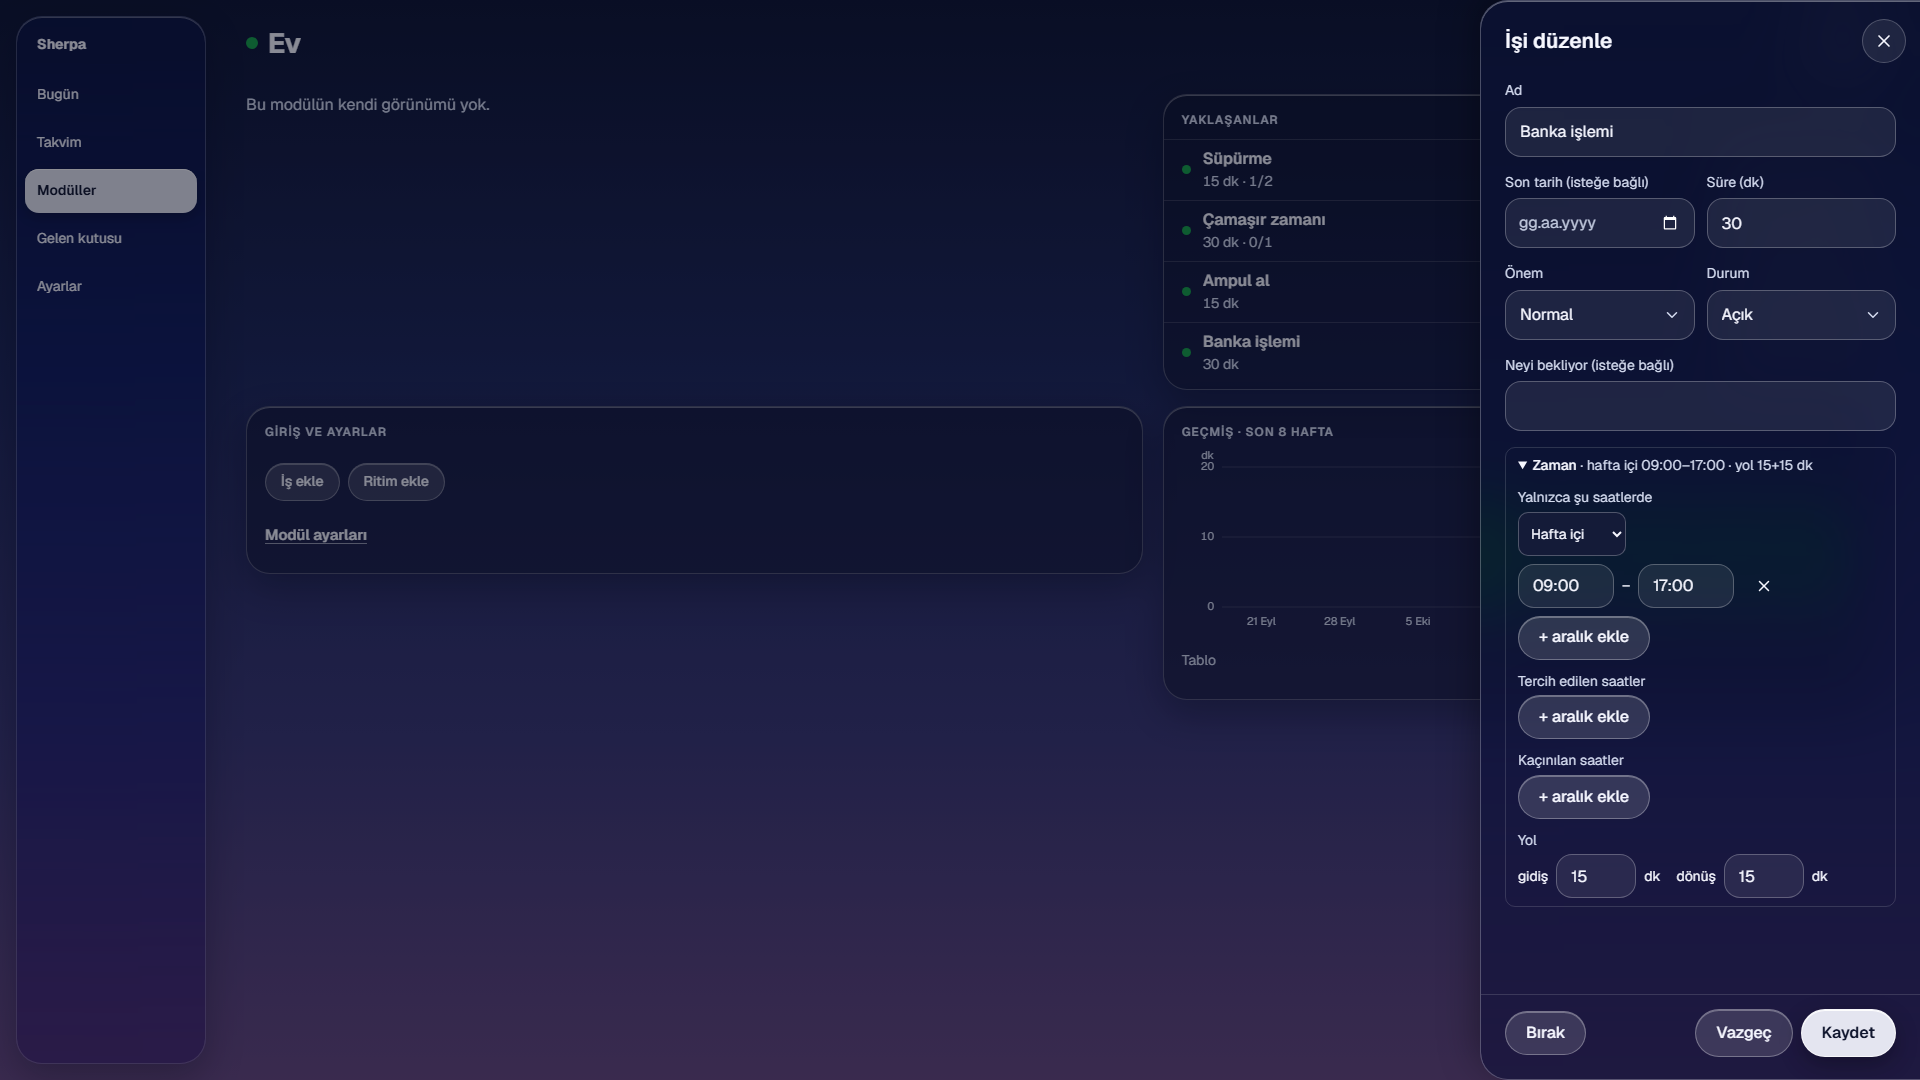 Sherpa
Bugün
Takvim
Modüller
Gelen kutusu
Ayarlar
Ev
Bu modülün kendi görünümü yok.
YAKLAŞANLAR
Süpürme
15 dk · 1/2
Çamaşır zamanı
30 dk · 0/1
Ampul al
15 dk
Banka işlemi
30 dk
GİRİŞ VE AYARLAR
İş ekle
Ritim ekle
Modül ayarları
GEÇMİŞ · SON 8 HAFTA
dk
20
10
0
21 Eyl
28 Eyl
5 Eki
Tablo
İşi düzenle
Ad
Banka işlemi
Son tarih (isteğe bağlı)
Süre (dk)
gg.aa.yyyy
30
Önem
Durum
Normal
Açık
Neyi bekliyor (isteğe bağlı)
▼ Zaman · hafta içi 09:00–17:00 · yol 15+15 dk
Yalnızca şu saatlerde
Hafta içi
09:00 – 17:00
+ aralık ekle
Tercih edilen saatler
+ aralık ekle
Kaçınılan saatler
+ aralık ekle
Yol
gidiş 15 dk dönüş 15 dk
Bırak
Vazgeç
Kaydet